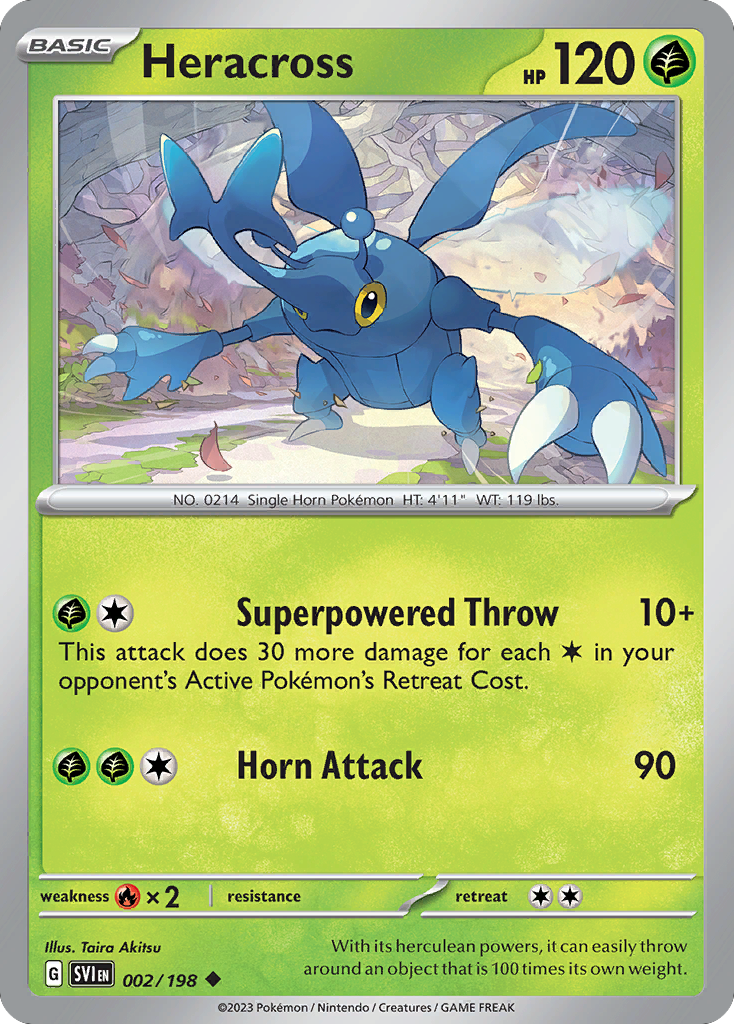 BASIC Heracross HP 120
NO. 0214 Single Horn Pokémon HT: 4'11" WT: 119 lbs.
Superpowered Throw 10+
This attack does 30 more damage for each in your
opponent's Active Pokémon's Retreat Cost.
Horn Attack 90
weakness ×2 resistance retreat
Illus. Taira Akitsu
With its herculean powers, it can easily throw
around an object that is 100 times its own weight.
G SVI EN 002/198
©2023 Pokémon / Nintendo / Creatures / GAME FREAK